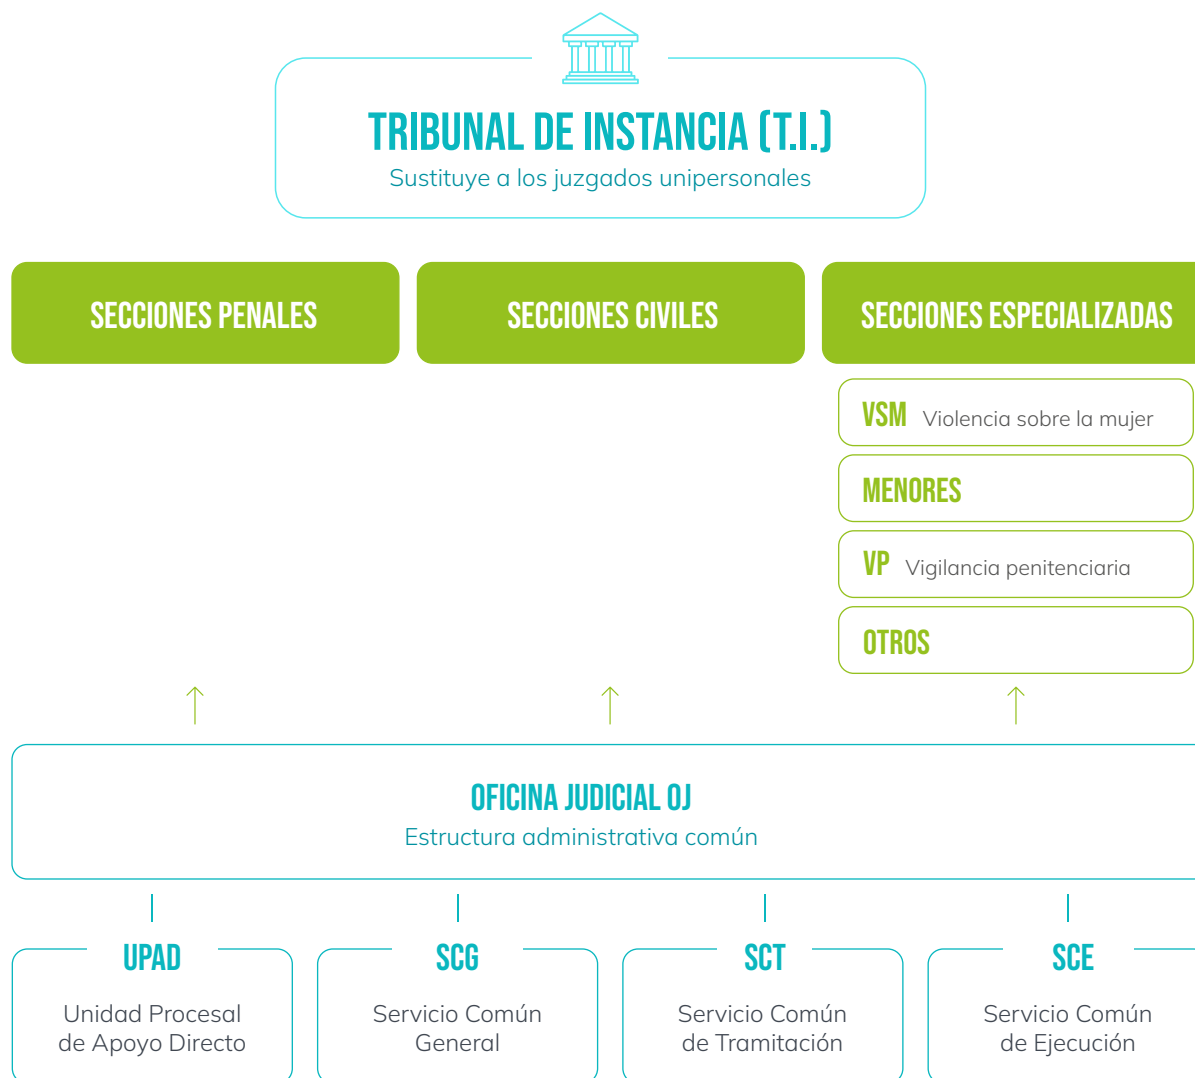 TRIBUNAL DE INSTANCIA (T.I.)
Sustituye a los juzgados unipersonales
SECCIONES PENALES
SECCIONES CIVILES
SECCIONES ESPECIALIZADAS
VSM Violencia sobre la mujer
MENORES
VP Vigilancia penitenciaria
OTROS
OFICINA JUDICIAL OJ
Estructura administrativa común
UPAD
Unidad Procesal
de Apoyo Directo
SCG
Servicio Común
General
SCT
Servicio Común
de Tramitación
SCE
Servicio Común
de Ejecución